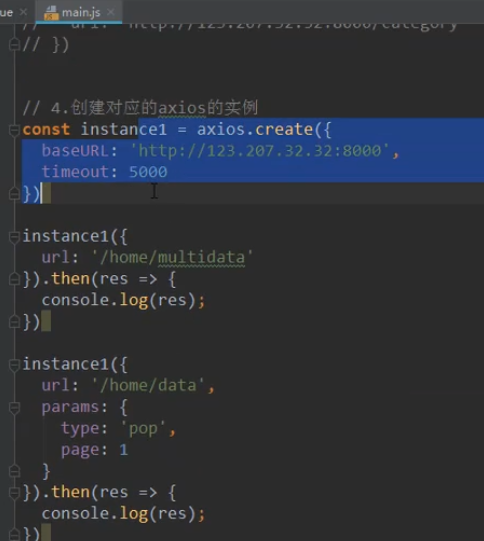 ue × main.js ×
// url: 'http://123.207.32.32:8000/category'
// })
// 4.创建对应的axios的实例
const instance1 = axios.create({
baseURL: 'http://123.207.32.32:8000',
timeout: 5000
})
instance1({
url: '/home/multidata'
}).then(res => {
console.log(res);
})
instance1({
url: '/home/data',
params: {
type: 'pop',
page: 1
}
}).then(res => {
console.log(res);
})